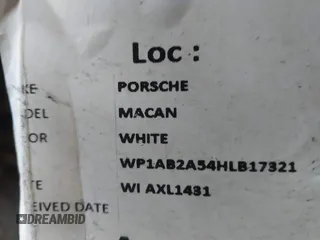 Loc :
KE PORSCHE
DEL MACAN
OR WHITE
WP1AB2A54HLB17321
TE WI AXL1431
EIVED DATE
DREAMBID